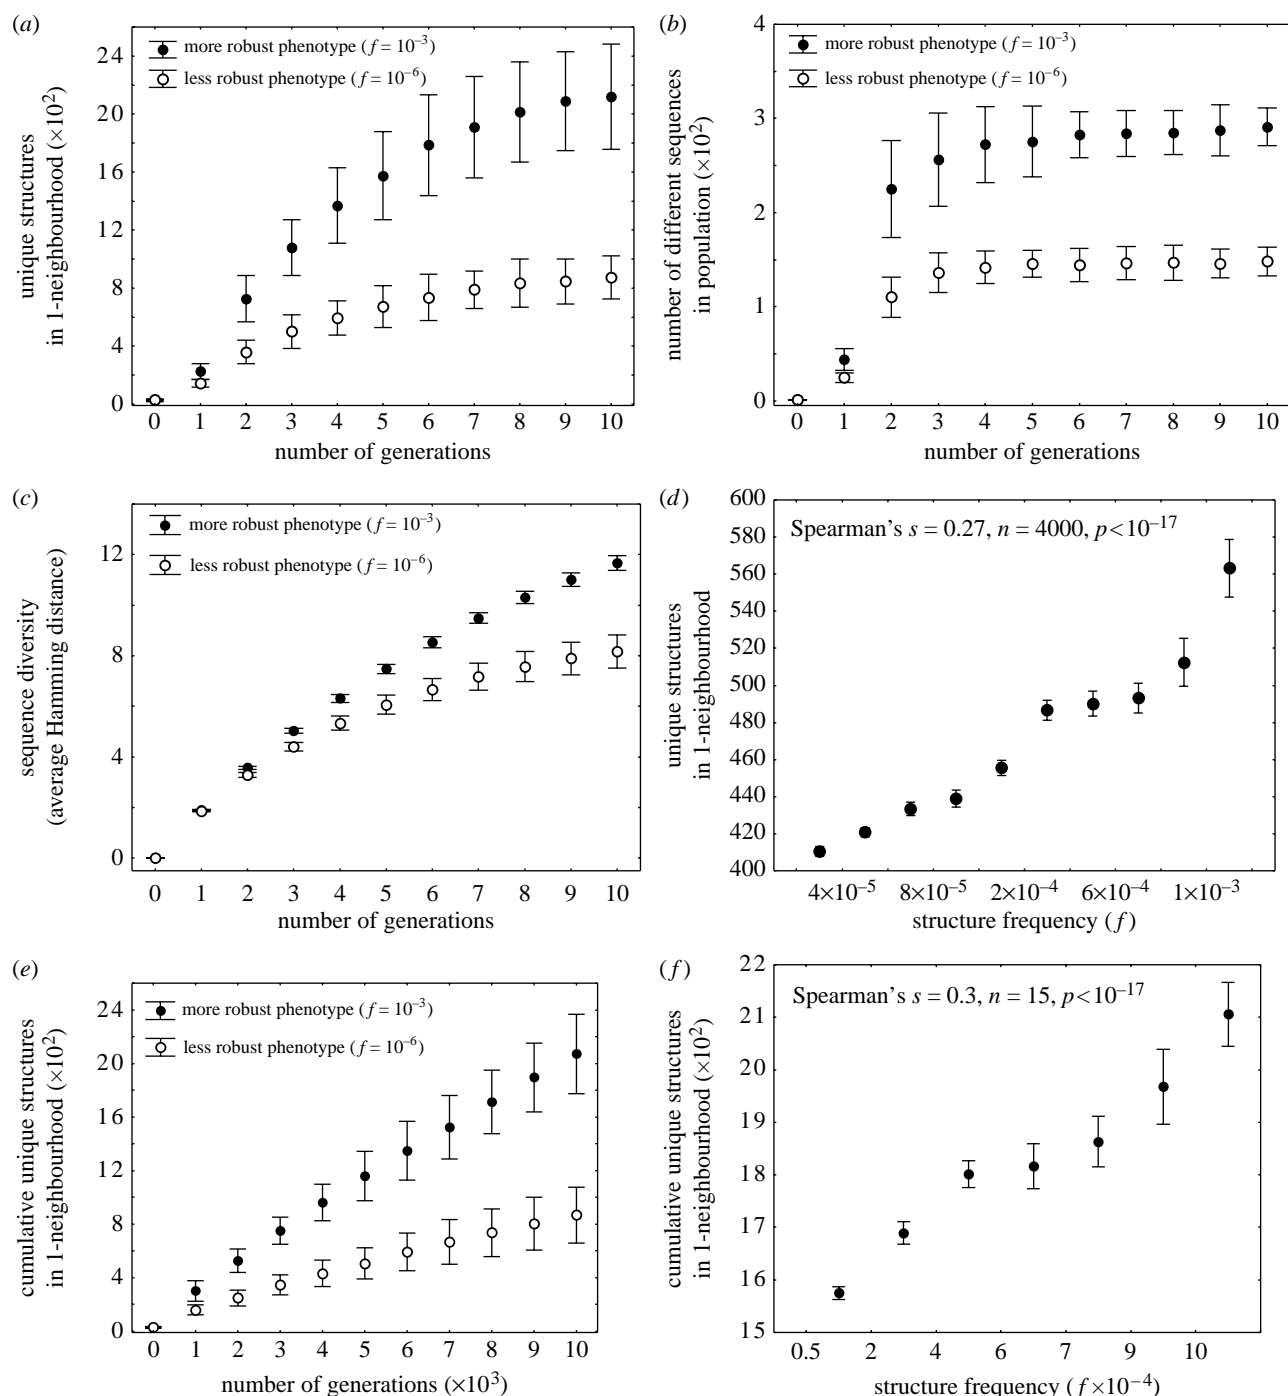 (a)
more robust phenotype (f = 10⁻³)
less robust phenotype (f = 10⁻⁶)
unique structures
in 1-neighbourhood (×10²)
24
20
16
12
8
4
0
0 1 2 3 4 5 6 7 8 9 10
number of generations
(b)
more robust phenotype (f = 10⁻³)
less robust phenotype (f = 10⁻⁶)
number of different sequences
in population (×10²)
4
3
2
1
0
0 1 2 3 4 5 6 7 8 9 10
number of generations
(c)
more robust phenotype (f = 10⁻³)
less robust phenotype (f = 10⁻⁶)
sequence diversity
(average Hamming distance)
12
8
4
0
0 1 2 3 4 5 6 7 8 9 10
number of generations
(d)
Spearman's s = 0.27, n = 4000, p<10⁻¹⁷
unique structures
in 1-neighbourhood
600
580
560
540
520
500
480
460
440
420
400
4×10⁻⁵ 8×10⁻⁵ 2×10⁻⁴ 6×10⁻⁴ 1×10⁻³
structure frequency (f)
(e)
more robust phenotype (f = 10⁻³)
less robust phenotype (f = 10⁻⁶)
cumulative unique structures
in 1-neighbourhood (×10²)
24
20
16
12
8
4
0
0 1 2 3 4 5 6 7 8 9 10
number of generations (×10³)
(f)
Spearman's s = 0.3, n = 15, p<10⁻¹⁷
cumulative unique structures
in 1-neighbourhood (×10²)
22
21
20
19
18
17
16
15
0.5 2 4 6 7 9 10
structure frequency (f×10⁻⁴)